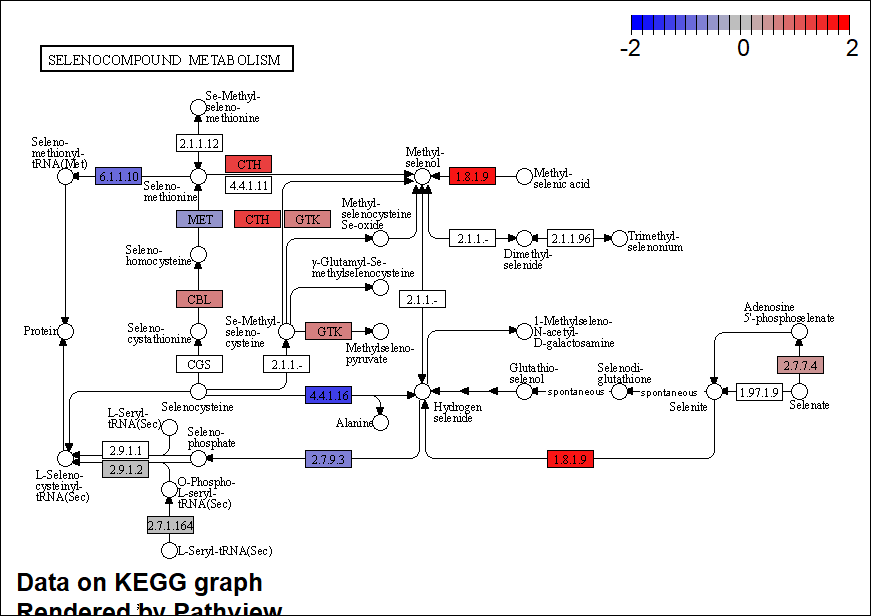 -2
0
2
SELENOCOMPOUND METABOLISM
Se-Methyl-
seleno-
methionine
2.1.1.12
Seleno-
methionyl-
tRNA(Met)
6.1.1.10
Seleno-
methionine
CTH
4.4.1.11
Methyl-
selenol
1.8.1.9
Methyl-
selenic acid
MET
CTH
GTK
Methyl-
selenocysteine
Se-oxide
2.1.1.-
Dimethyl-
selenide
2.1.1.96
Trimethyl-
selenonium
Seleno-
homocysteine
γ-Glutamyl-Se-
methylselenocysteine
CBL
2.1.1.-
Protein
Seleno-
cystathionine
Se-Methyl-
seleno-
cysteine
GTK
Methylseleno-
pyruvate
1-Methylseleno-
N-acetyl-
D-galactosamine
Adenosine
5'-phosphoselenate
CGS
2.1.1.-
Glutathio-
selenol
Selenodi-
glutathione
2.7.7.4
Selenocysteine
4.4.1.16
Alanine
Hydrogen
selenide
spontaneous
spontaneous
Selenite
1.97.1.9
Selenate
L-Seryl-
tRNA(Sec)
Seleno-
phosphate
2.9.1.1
2.9.1.2
2.7.9.3
1.8.1.9
L-Seleno-
cysteinyl-
tRNA(Sec)
O-Phospho-
L-seryl-
tRNA(Sec)
2.7.1.164
L-Seryl-tRNA(Sec)
Data on KEGG graph
Rendered by Pathview